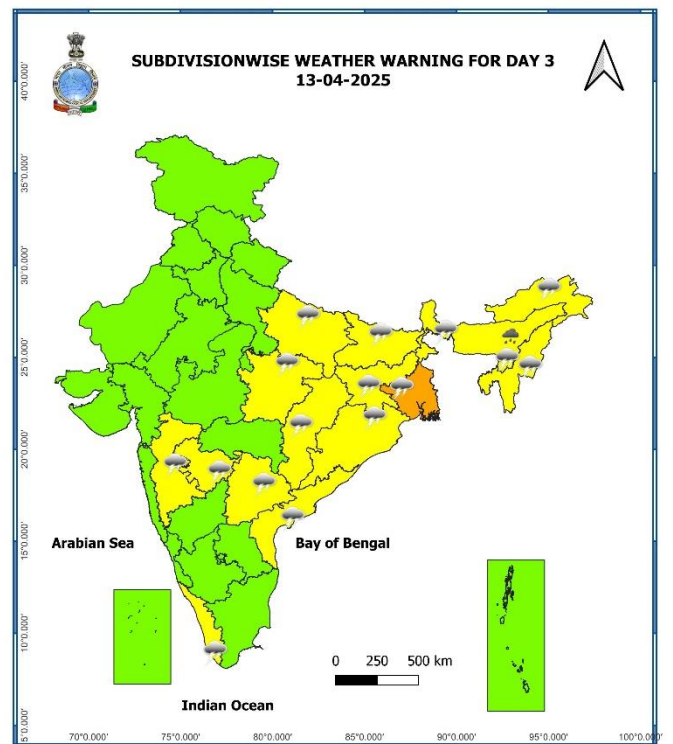 SUBDIVISIONWISE WEATHER WARNING FOR DAY 3
13-04-2025
40°0.000'
35°0.000'
30°0.000'
25°0.000'
20°0.000'
15°0.000'
10°0.000'
5°0.000'
Arabian Sea
Bay of Bengal
0 250 500 km
Indian Ocean
70°0.000' 75°0.000' 80°0.000' 85°0.000' 90°0.000' 95°0.000' 100°0.000'